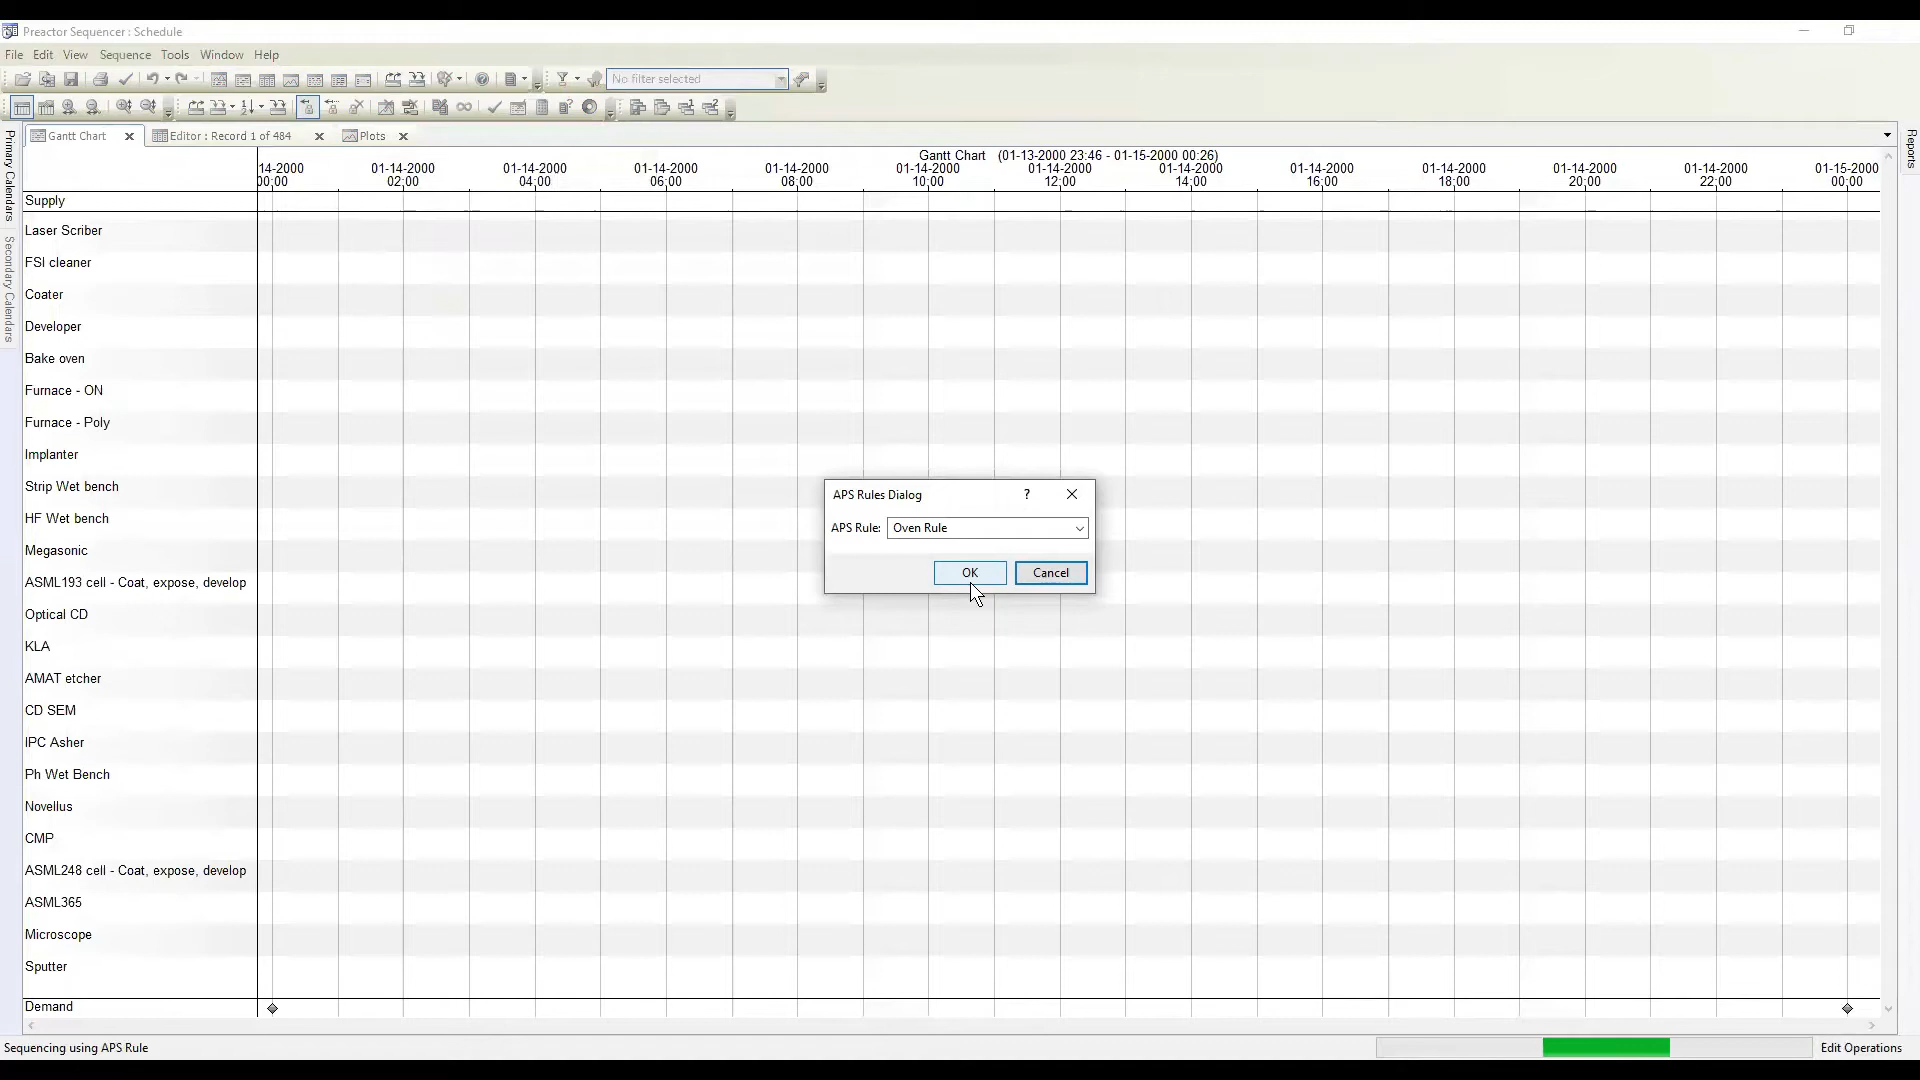 Preactor Sequencer : Schedule
File Edit View Sequence Tools Window Help
No filter selected
Gantt Chart Editor : Record 1 of 484 Plots
Primary Calendars
Secondary Calendars
Reports
Gantt Chart (01-13-2000 23:46 - 01-15-2000 00:26)
14-2000 01-14-2000 01-14-2000 01-14-2000 01-14-2000 01-14-2000 01-14-2000 01-14-2000 01-14-2000 01-14-2000 01-14-2000 01-14-2000 01-15-2000
00:00 02:00 04:00 06:00 08:00 10:00 12:00 14:00 16:00 18:00 20:00 22:00 00:00
Supply
Laser Scriber
FSI cleaner
Coater
Developer
Bake oven
Furnace - ON
Furnace - Poly
Implanter
Strip Wet bench
HF Wet bench
Megasonic
ASML193 cell - Coat, expose, develop
Optical CD
KLA
AMAT etcher
CD SEM
IPC Asher
Ph Wet Bench
Novellus
CMP
ASML248 cell - Coat, expose, develop
ASML365
Microscope
Sputter
Demand
APS Rules Dialog ?
APS Rule: Oven Rule
OK Cancel
Sequencing using APS Rule Edit Operations